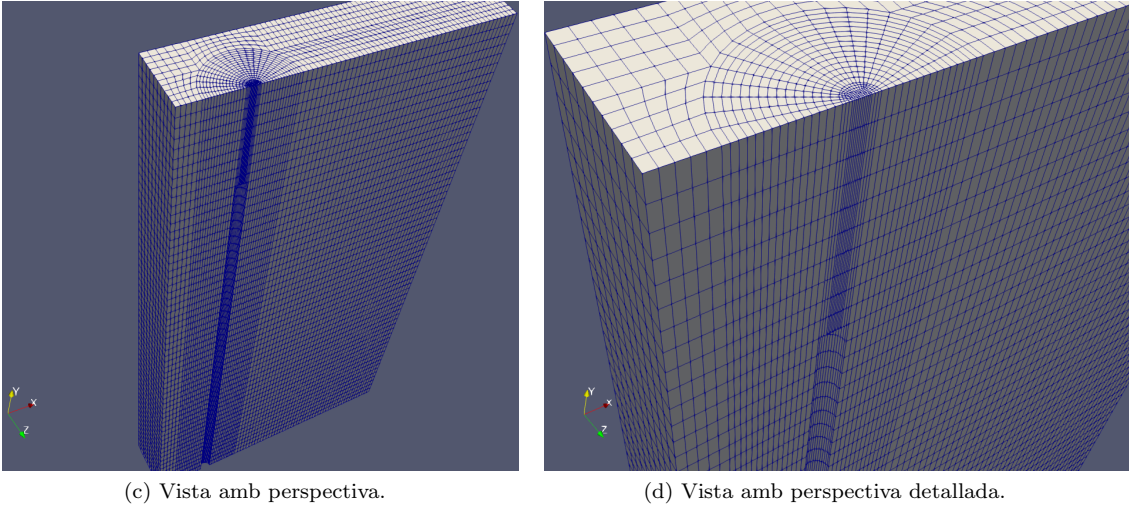 Y
X
Z
Y
X
Z
(c) Vista amb perspectiva.
(d) Vista amb perspectiva detallada.